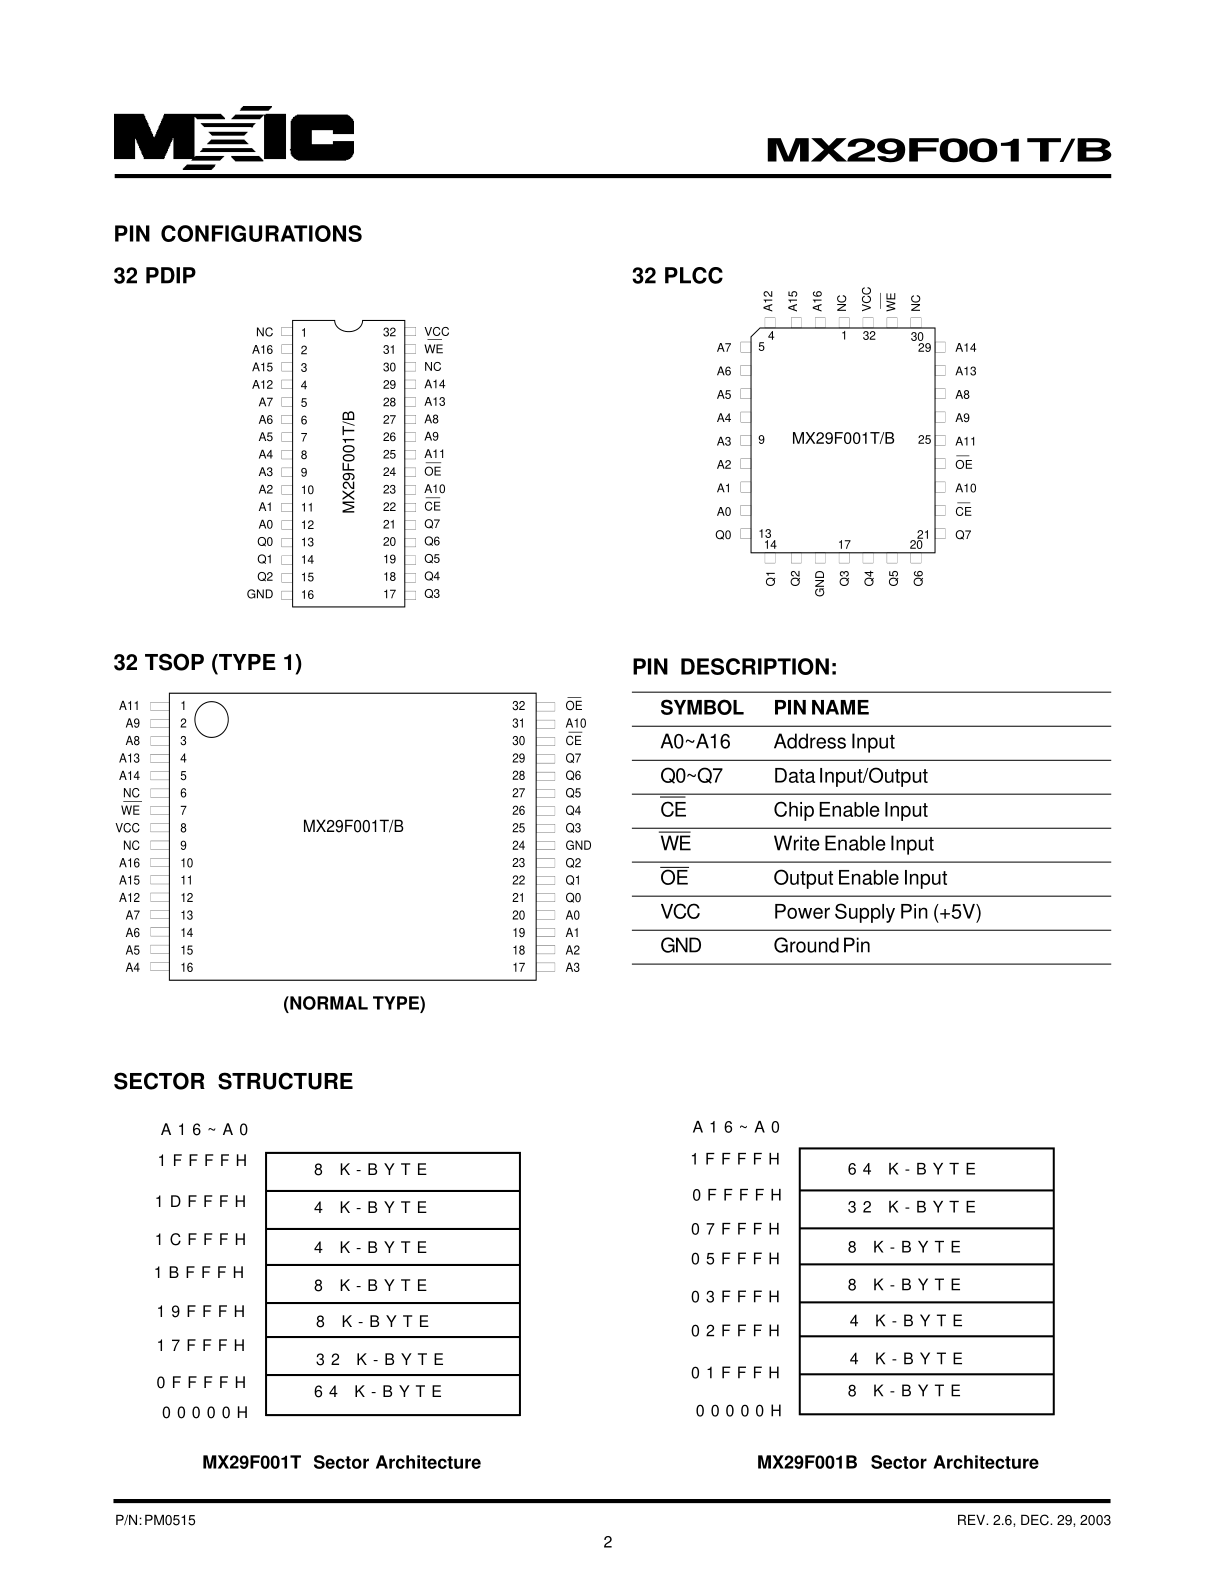 MXIC
MX29F001T/B
PIN CONFIGURATIONS
32 PDIP
NC 1 32 VCC
A16 2 31 WE
A15 3 30 NC
A12 4 29 A14
A7 5 28 A13
A6 6 27 A8
A5 7 26 A9
A4 8 25 A11
A3 9 24 OE
A2 10 23 A10
A1 11 22 CE
A0 12 21 Q7
Q0 13 20 Q6
Q1 14 19 Q5
Q2 15 18 Q4
GND 16 17 Q3
MX29F001T/B
32 PLCC
A12 A15 A16 NC VCC WE NC
4 1 32 30
A7 5 29 A14
A6 A13
A5 A8
A4 A9
A3 9 MX29F001T/B 25 A11
A2 OE
A1 A10
A0 CE
Q0 13 21 Q7
14 17 20
Q1 Q2 GND Q3 Q4 Q5 Q6
32 TSOP (TYPE 1)
A11 1 32 OE
A9 2 31 A10
A8 3 30 CE
A13 4 29 Q7
A14 5 28 Q6
NC 6 27 Q5
WE 7 26 Q4
VCC 8 MX29F001T/B 25 Q3
NC 9 24 GND
A16 10 23 Q2
A15 11 22 Q1
A12 12 21 Q0
A7 13 20 A0
A6 14 19 A1
A5 15 18 A2
A4 16 17 A3
(NORMAL TYPE)
PIN DESCRIPTION:
SYMBOL PIN NAME
A0~A16 Address Input
Q0~Q7 Data Input/Output
CE Chip Enable Input
WE Write Enable Input
OE Output Enable Input
VCC Power Supply Pin (+5V)
GND Ground Pin
SECTOR STRUCTURE
A16~A0
1FFFFH 8 K-BYTE
1DFFFH 4 K-BYTE
1CFFFH 4 K-BYTE
1BFFFH 8 K-BYTE
19FFFH 8 K-BYTE
17FFFH 32 K-BYTE
0FFFFH 64 K-BYTE
00000H
MX29F001T Sector Architecture
A16~A0
1FFFFH 64 K-BYTE
0FFFFH 32 K-BYTE
07FFFH 8 K-BYTE
05FFFH 8 K-BYTE
03FFFH 4 K-BYTE
02FFFH 4 K-BYTE
01FFFH 8 K-BYTE
00000H
MX29F001B Sector Architecture
P/N: PM0515
REV. 2.6, DEC. 29, 2003
2